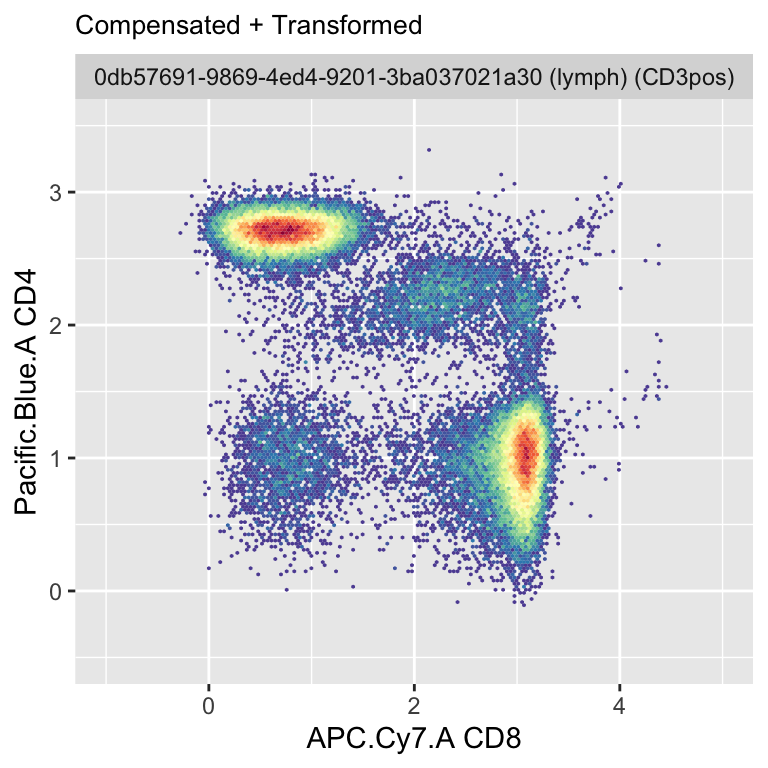 Compensated + Transformed
0db57691-9869-4ed4-9201-3ba037021a30 (lymph) (CD3pos)
Pacific.Blue.A CD4
3
2
1
0
0 2 4
APC.Cy7.A CD8